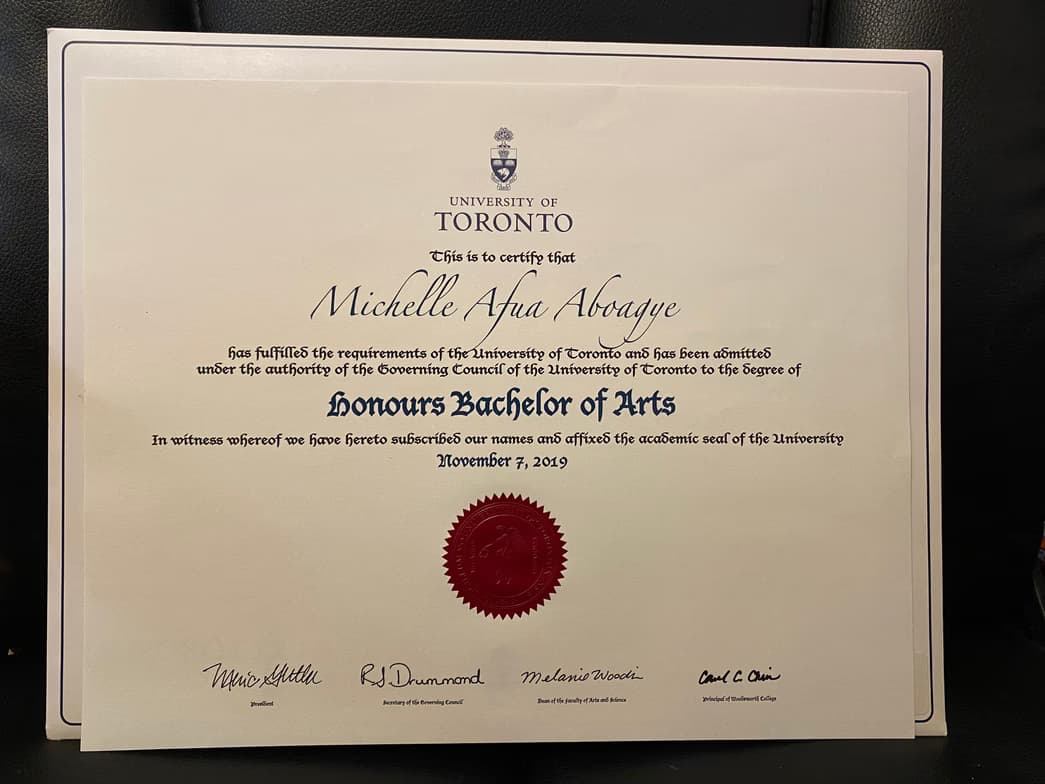 UNIVERSITY OF
TORONTO
This is to certify that
Michelle Afua Aboagye
has fulfilled the requirements of the University of Toronto and has been admitted
under the authority of the Governing Council of the University of Toronto to the degree of
Honours Bachelor of Arts
In witness whereof we have hereto subscribed our names and affixed the academic seal of the University
November 7, 2019
RS Drummond
Melanie Woodin
President
Secretary of the Governing Council
Dean of the Faculty of Arts and Science
Principal of Woodsworth College